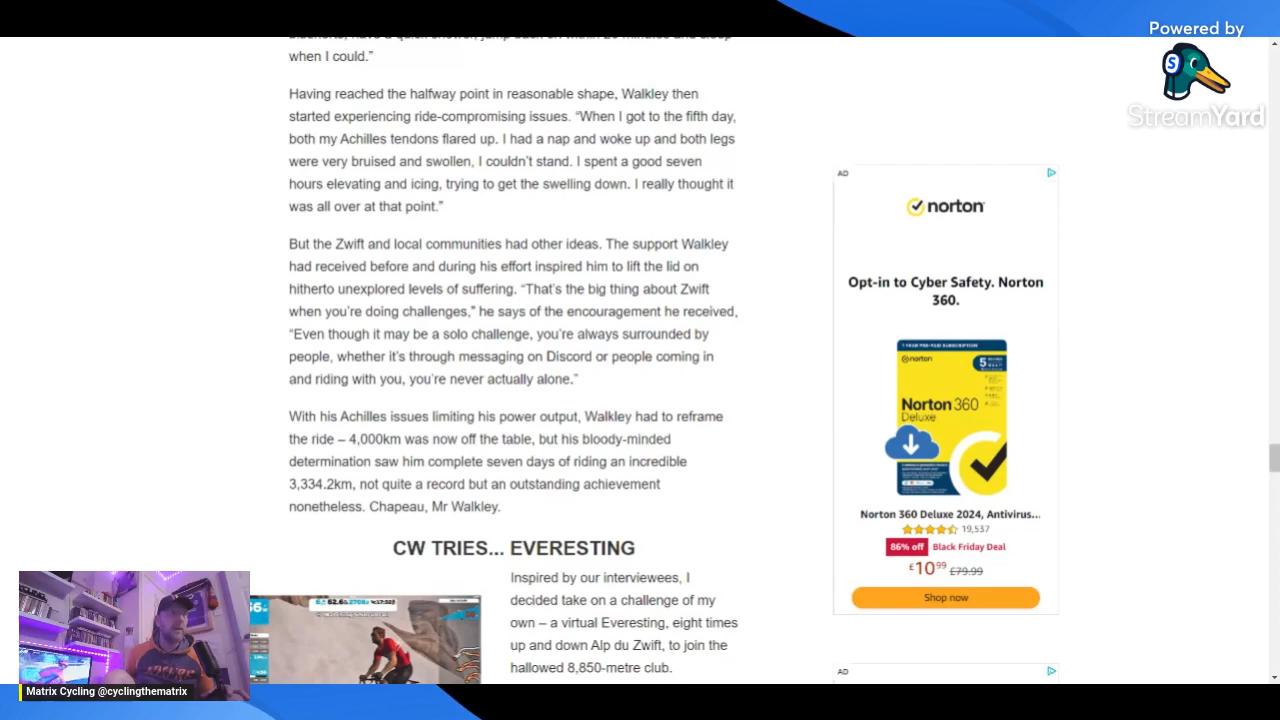 Powered by
StreamYard
when I could.”
Having reached the halfway point in reasonable shape, Walkley then
started experiencing ride-compromising issues. “When I got to the fifth day,
both my Achilles tendons flared up. I had a nap and woke up and both legs
were very bruised and swollen, I couldn’t stand. I spent a good seven
hours elevating and icing, trying to get the swelling down. I really thought it
was all over at that point.”
But the Zwift and local communities had other ideas. The support Walkley
had received before and during his effort inspired him to lift the lid on
hitherto unexplored levels of suffering. “That’s the big thing about Zwift
when you’re doing challenges,” he says of the encouragement he received,
“Even though it may be a solo challenge, you’re always surrounded by
people, whether it’s through messaging on Discord or people coming in
and riding with you, you’re never actually alone.”
With his Achilles issues limiting his power output, Walkley had to reframe
the ride – 4,000km was now off the table, but his bloody-minded
determination saw him complete seven days of riding an incredible
3,334.2km, not quite a record but an outstanding achievement
nonetheless. Chapeau, Mr Walkley.
CW TRIES... EVERESTING
Inspired by our interviewees, I
decided take on a challenge of my
own – a virtual Everesting, eight times
up and down Alp du Zwift, to join the
hallowed 8,850-metre club.
AD
norton
Opt-in to Cyber Safety. Norton
360.
1 YEAR PRE-PAID SUBSCRIPTION
norton
5
Norton 360
Deluxe
Norton 360 Deluxe 2024, Antivirus...
19,537
86% off Black Friday Deal
£10.99 £79.99
Shop now
AD
Matrix Cycling @cyclingthematrix